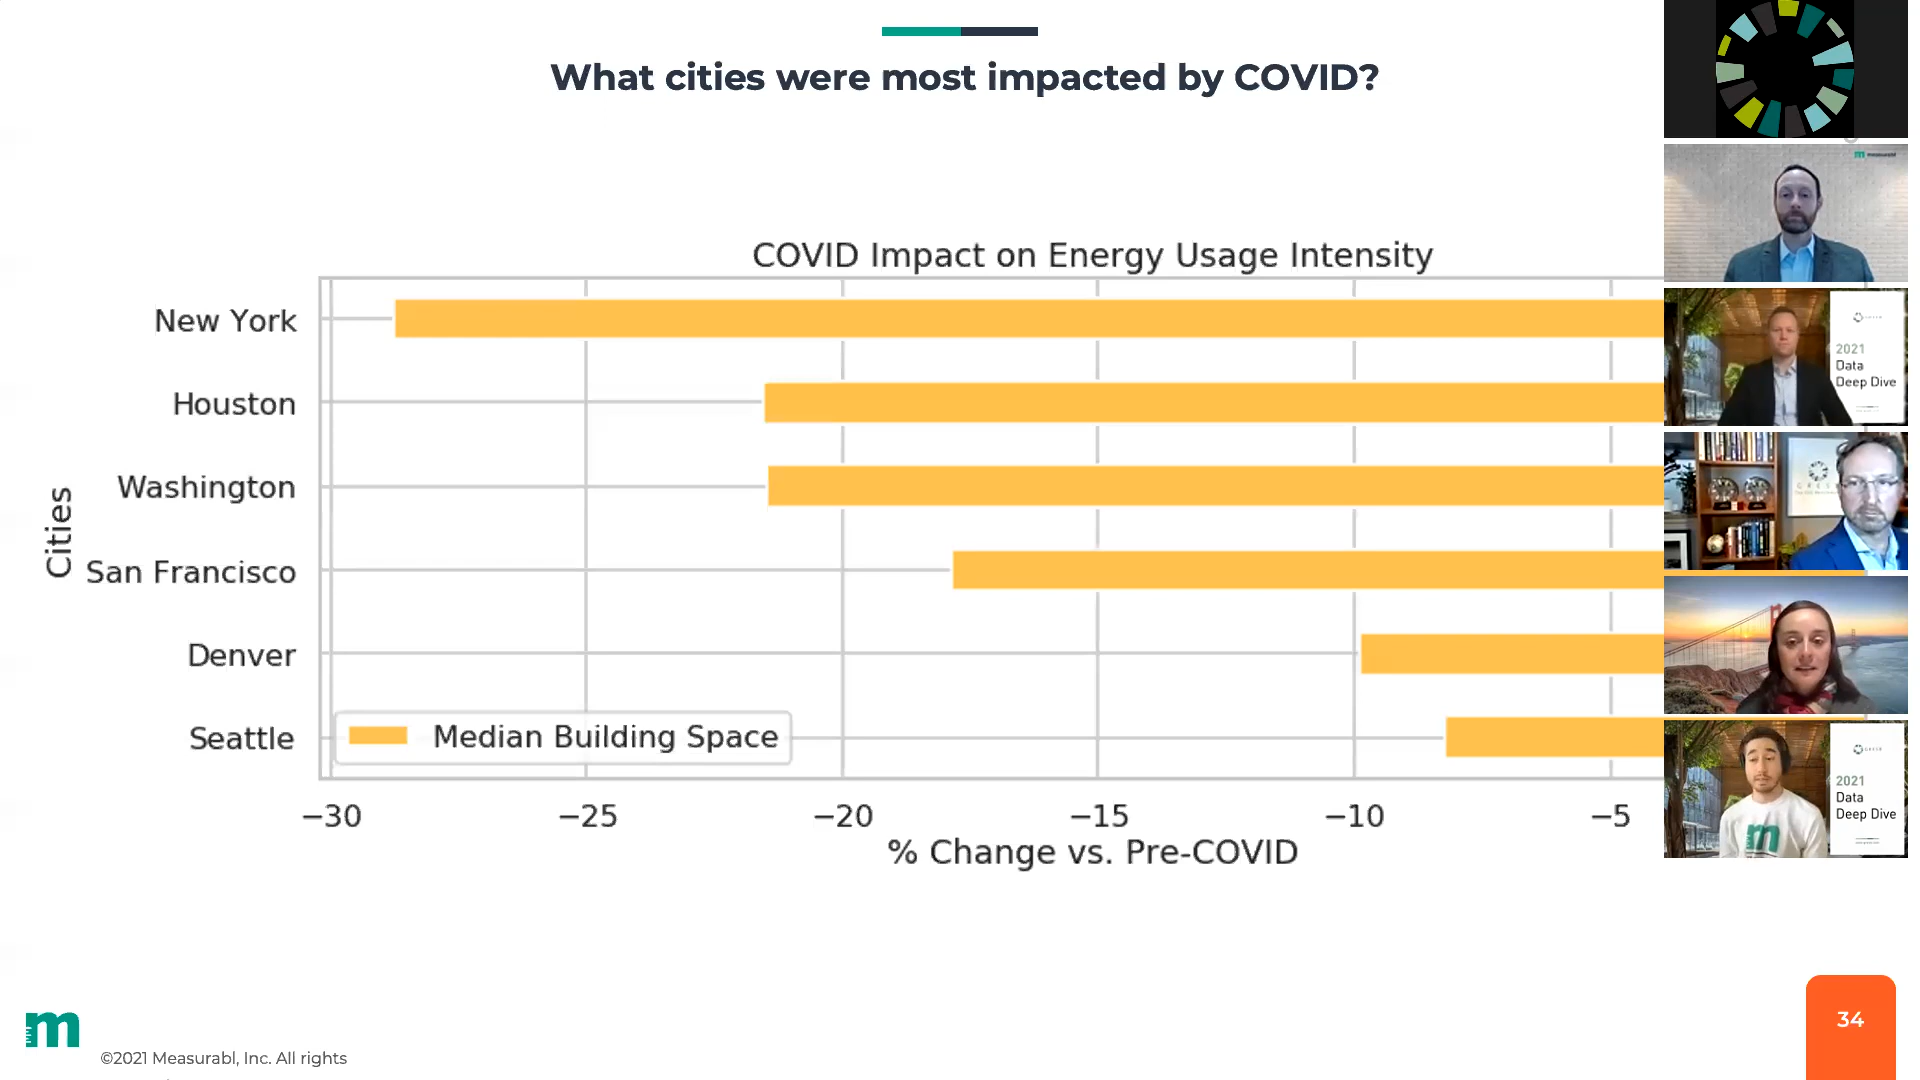 What cities were most impacted by COVID?
COVID Impact on Energy Usage Intensity
New York
Houston
Washington
San Francisco
Denver
Seattle
Cities
Median Building Space
−30
−25
−20
−15
−10
−5
% Change vs. Pre-COVID
m
©2021 Measurabl, Inc. All rights
34
m measurabl
2021
Data
Deep Dive
2021
Data
Deep Dive
m